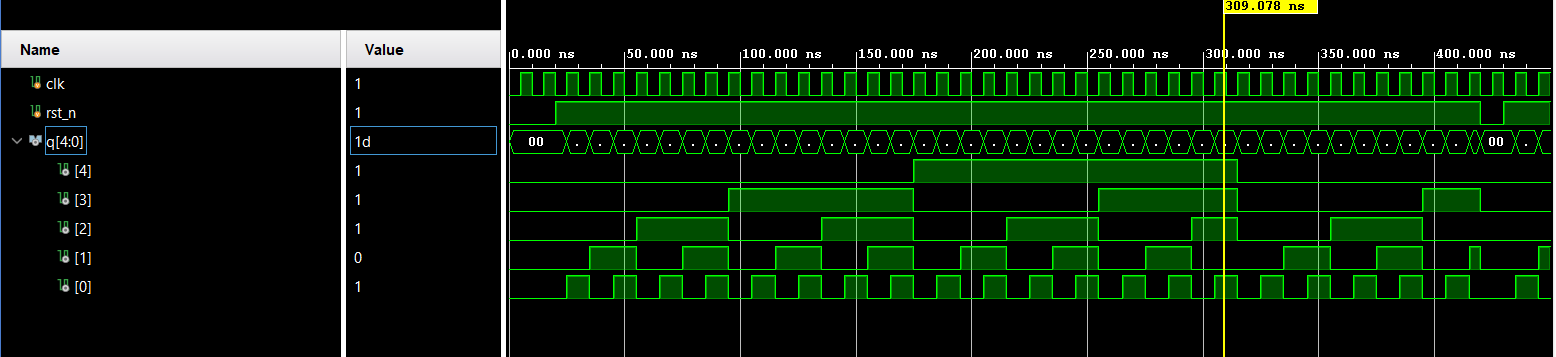 309.078 ns
Name Value 0.000 ns 50.000 ns 100.000 ns 150.000 ns 200.000 ns 250.000 ns 300.000 ns 350.000 ns 400.000 ns
clk 1
rst_n 1
q[4:0] 1d 00 . . . . . . . . . . . . . . . . . . . . . . . . . . . . . . . . . . . . . . . 00 . .
[4] 1
[3] 1
[2] 1
[1] 0
[0] 1